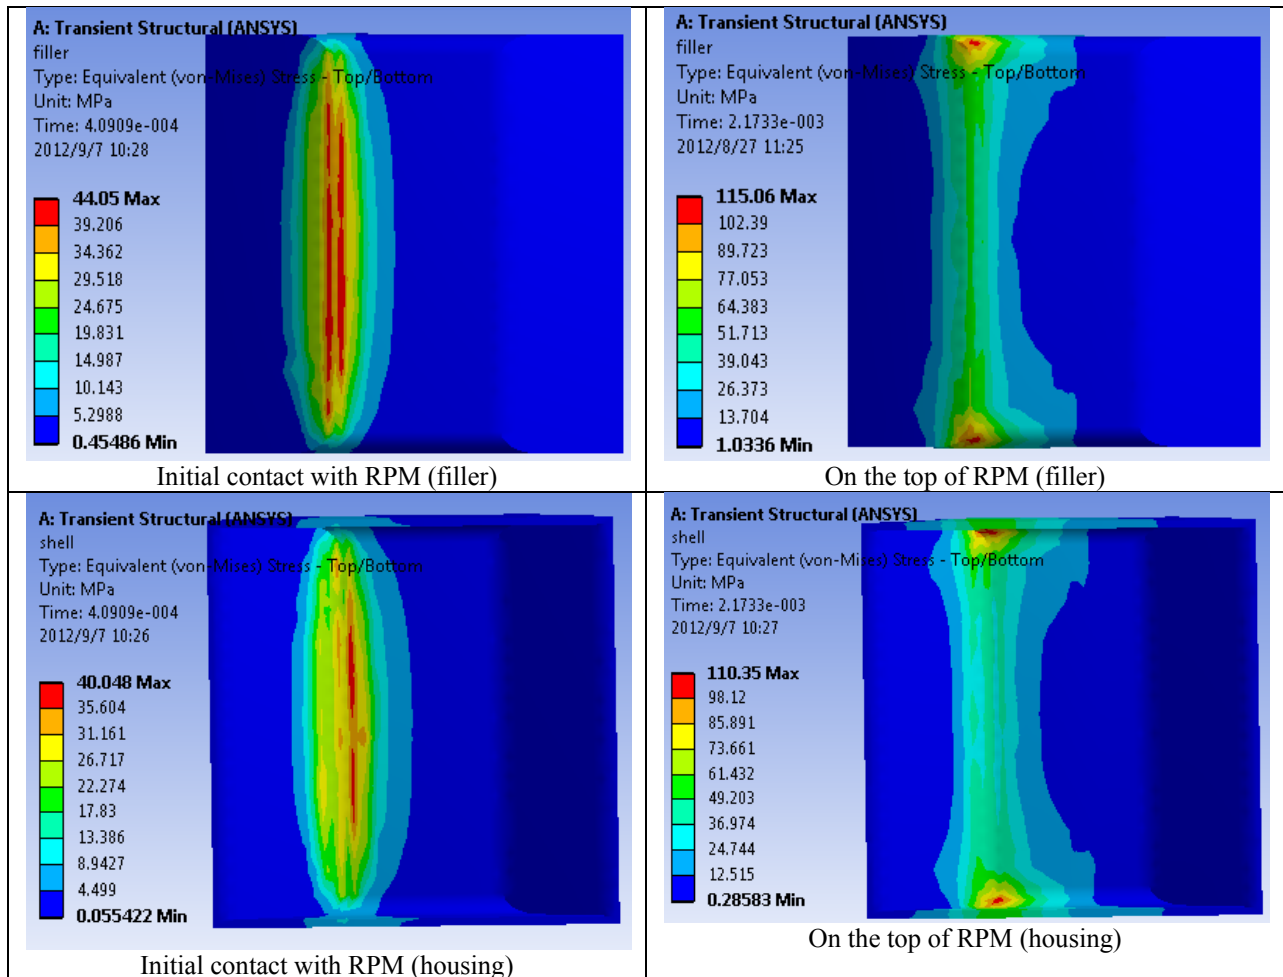 A: Transient Structural (ANSYS)
filler
Type: Equivalent (von-Mises) Stress - Top/Bottom
Unit: MPa
Time: 4.0909e-004
2012/9/7 10:28
44.05 Max
39.206
34.362
29.518
24.675
19.831
14.987
10.143
5.2988
0.45486 Min
Initial contact with RPM (filler)
A: Transient Structural (ANSYS)
filler
Type: Equivalent (von-Mises) Stress - Top/Bottom
Unit: MPa
Time: 2.1733e-003
2012/8/27 11:25
115.06 Max
102.39
89.723
77.053
64.383
51.713
39.043
26.373
13.704
1.0336 Min
On the top of RPM (filler)
A: Transient Structural (ANSYS)
shell
Type: Equivalent (von-Mises) Stress - Top/Bottom
Unit: MPa
Time: 4.0909e-004
2012/9/7 10:26
40.048 Max
35.604
31.161
26.717
22.274
17.83
13.386
8.9427
4.499
0.055422 Min
Initial contact with RPM (housing)
A: Transient Structural (ANSYS)
shell
Type: Equivalent (von-Mises) Stress - Top/Bottom
Unit: MPa
Time: 2.1733e-003
2012/9/7 10:27
110.35 Max
98.12
85.891
73.661
61.432
49.203
36.974
24.744
12.515
0.28583 Min
On the top of RPM (housing)